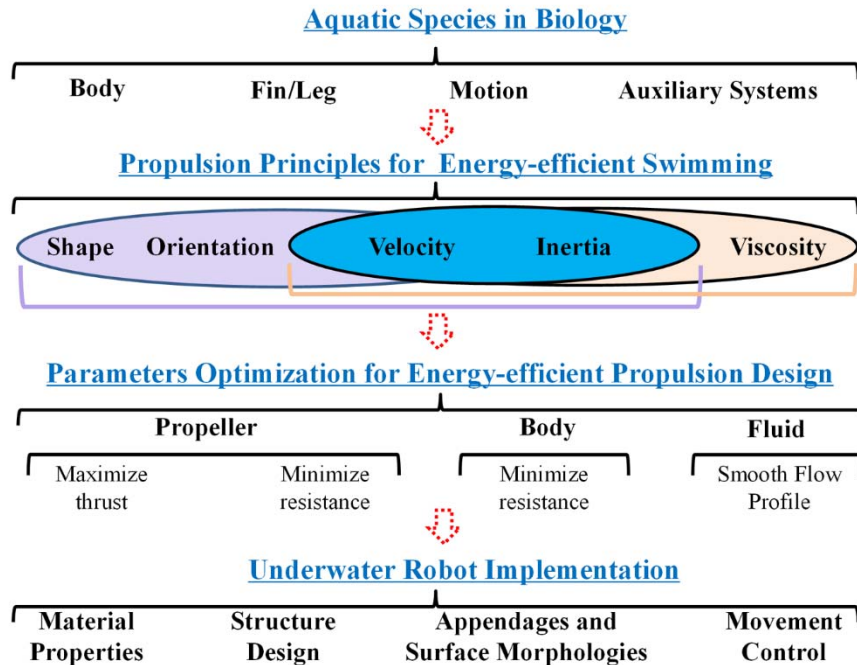 Aquatic Species in Biology
Body Fin/Leg Motion Auxiliary Systems
Propulsion Principles for Energy-efficient Swimming
Shape Orientation Velocity Inertia Viscosity
Parameters Optimization for Energy-efficient Propulsion Design
Propeller Body Fluid
Maximize Minimize Minimize Smooth Flow
thrust resistance resistance Profile
Underwater Robot Implementation
Material Structure Appendages and Movement
Properties Design Surface Morphologies Control